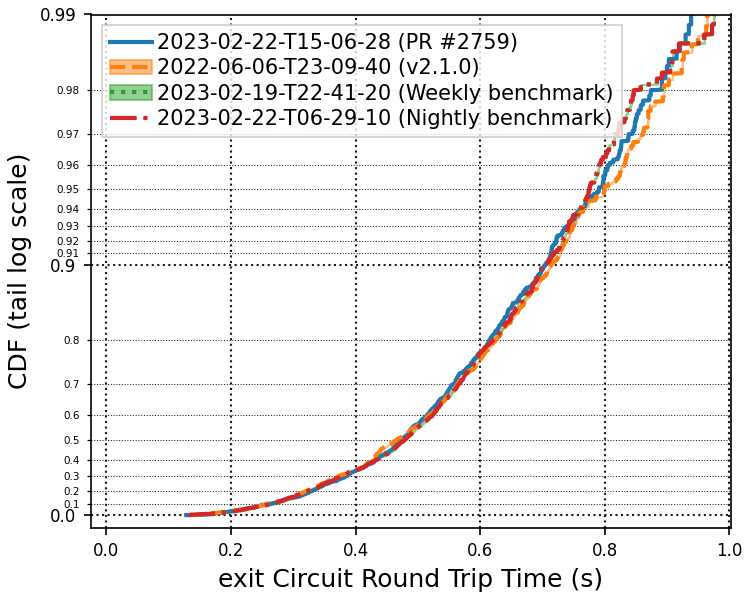 CDF (tail log scale)
0.99
0.98
0.97
0.96
0.95
0.94
0.93
0.92
0.91
0.9
0.8
0.7
0.6
0.5
0.4
0.3
0.2
0.1
0.0
2023-02-22-T15-06-28 (PR #2759)
2022-06-06-T23-09-40 (v2.1.0)
2023-02-19-T22-41-20 (Weekly benchmark)
2023-02-22-T06-29-10 (Nightly benchmark)
0.0 0.2 0.4 0.6 0.8 1.0
exit Circuit Round Trip Time (s)